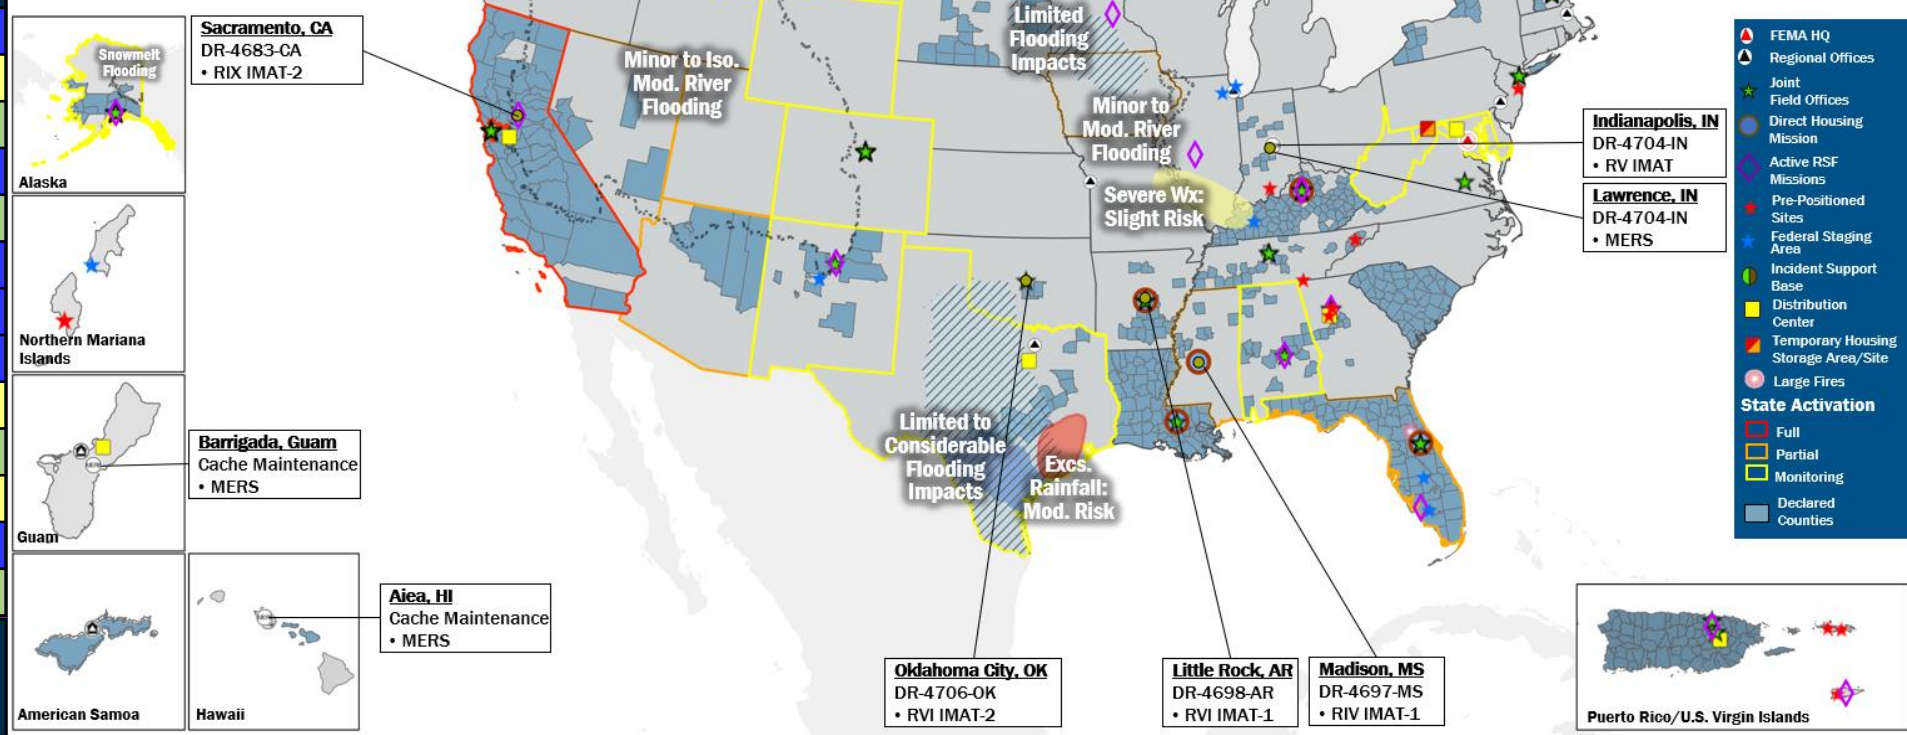 Snowmelt
Flooding
Alaska
Sacramento, CA
DR-4683-CA
• RIX IMAT-2
Minor to Iso.
Mod. River
Flooding
Limited
Flooding
Impacts
Minor to
Mod. River
Flooding
Severe Wx:
Slight Risk
Indianapolis, IN
DR-4704-IN
• RV IMAT
Lawrence, IN
DR-4704-IN
• MERS
FEMA HQ
Regional Offices
Joint
Field Offices
Direct Housing
Mission
Active RSF
Missions
Pre-Positioned
Sites
Federal Staging
Area
Incident Support
Base
Distribution
Center
Temporary Housing
Storage Area/Site
Large Fires
State Activation
Full
Partial
Monitoring
Declared
Counties
Northern Mariana
Islands
Limited to
Considerable
Flooding
Impacts
Excs.
Rainfall:
Mod. Risk
MERS
Guam
Barrigada, Guam
Cache Maintenance
• MERS
American Samoa
MERS
Hawaii
Aiea, HI
Cache Maintenance
• MERS
Oklahoma City, OK
DR-4706-OK
• RVI IMAT-2
Little Rock, AR
DR-4698-AR
• RVI IMAT-1
Madison, MS
DR-4697-MS
• RIV IMAT-1
Puerto Rico/U.S. Virgin Islands